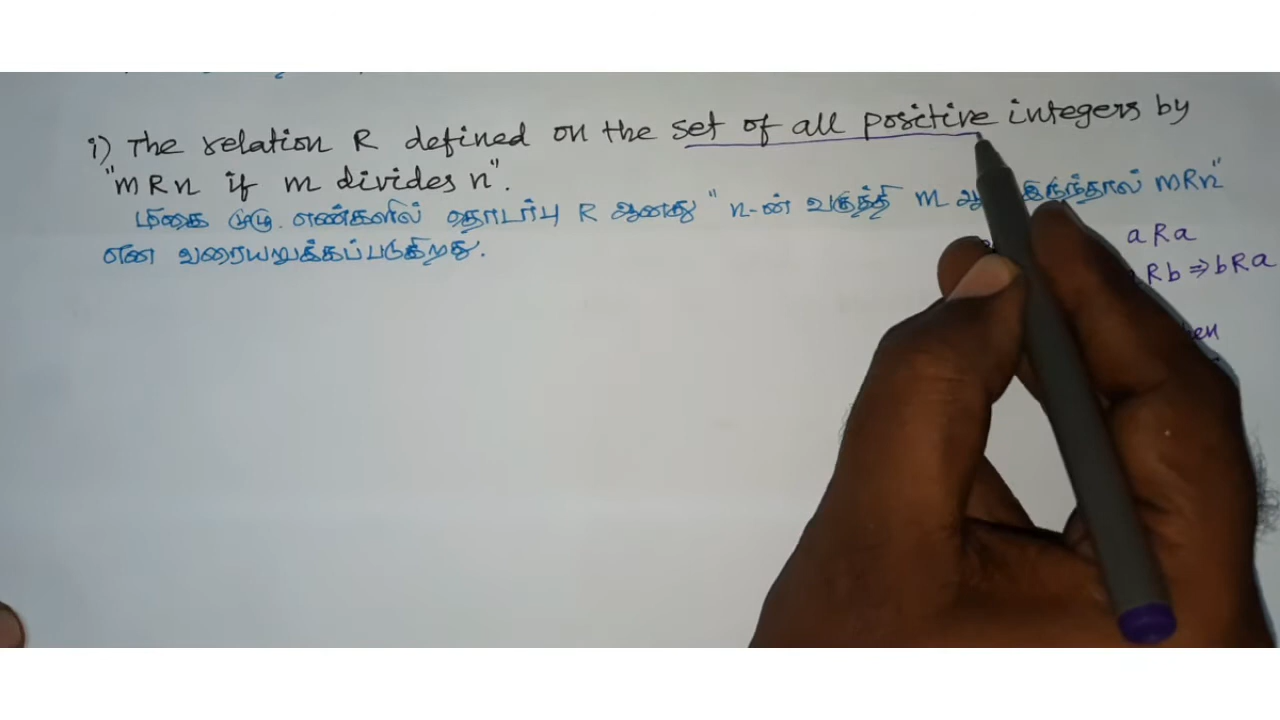 i) The relation R defined on the set of all positive integers by
"mRn if m divides n".
மிகை முழு எண்களில் தொடர்பு R ஆனது "n-ன் வகுத்தி m ஆ இருந்தால் mRn"
என வரையறுக்கப்படுகிறது.
aRa
Rb ⇒ bRa